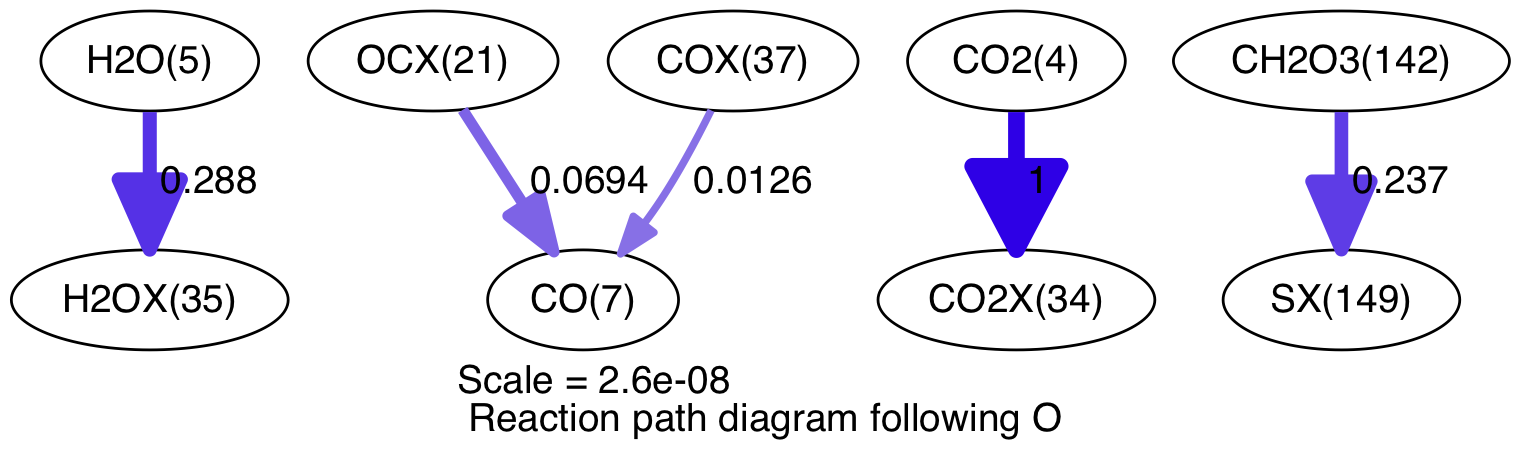 H2O(5) OCX(21) COX(37) CO2(4) CH2O3(142)
0.288 0.0694 0.0126 1 0.237
H2OX(35) CO(7) CO2X(34) SX(149)
Scale = 2.6e-08
Reaction path diagram following O